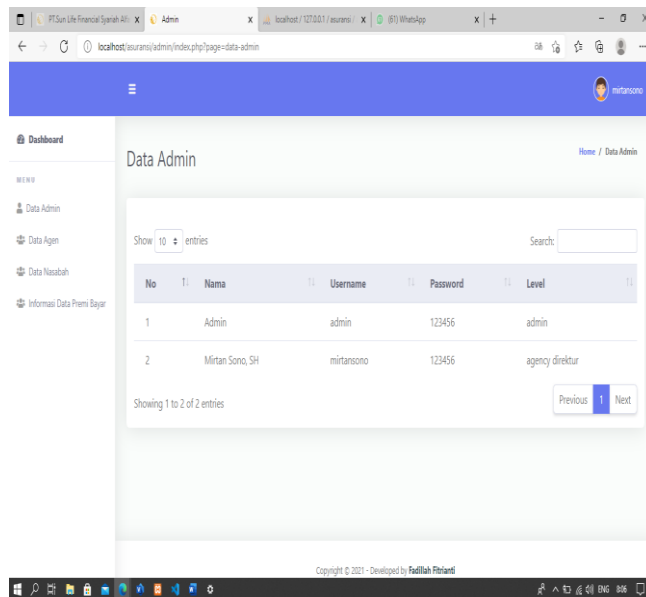 PT.Sun Life Financial Syariah Alfi
Admin
localhost / 127.0.0.1 / asuransi /
(61) WhatsApp
localhost/asuransi/admin/index.php?page=data-admin
mirtansono
Dashboard
MENU
Data Admin
Data Agen
Data Nasabah
Informasi Data Premi Bayar
Data Admin
Home / Data Admin
Show 10 entries
Search:
No Nama Username Password Level
1 Admin admin 123456 admin
2 Mirtan Sono, SH mirtansono 123456 agency direktur
Showing 1 to 2 of 2 entries
Previous 1 Next
Copyright © 2021 - Developed by Fadillah Fitrianti
ENG 8:06